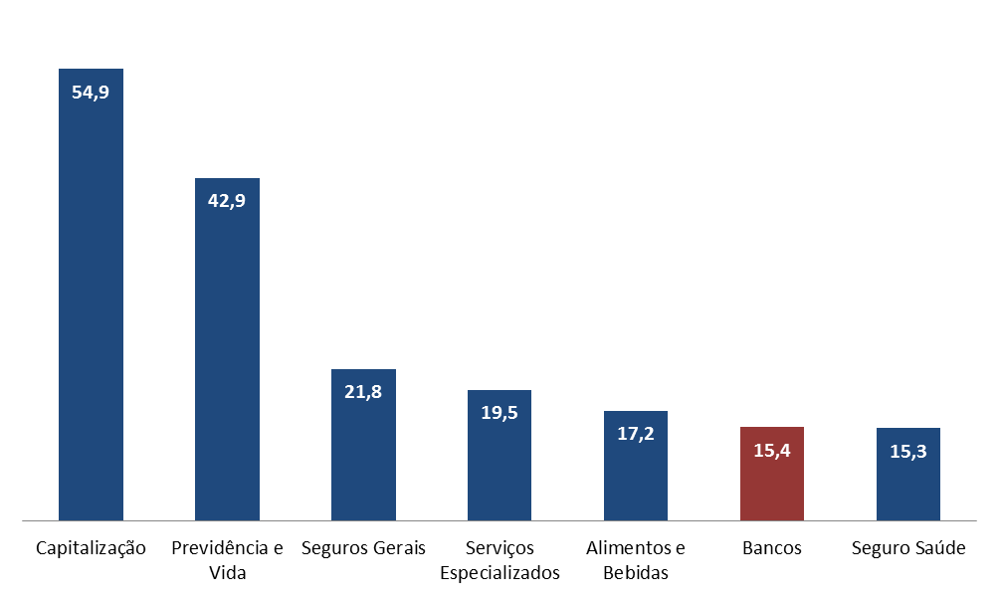 54,9
42,9
21,8
19,5
17,2
15,4
15,3
Capitalização
Previdência e
Vida
Seguros Gerais
Serviços
Especializados
Alimentos e
Bebidas
Bancos
Seguro Saúde